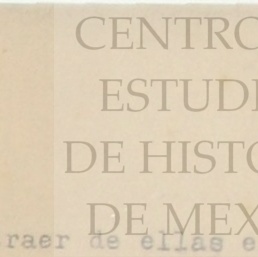 CENTRO
ESTUDI
DE HISTO
DE MEX
raer de ellas e